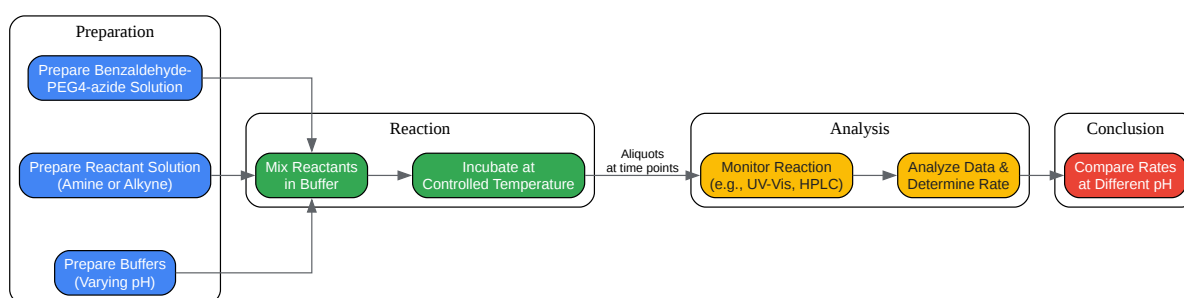 Preparation
Prepare Benzaldehyde-
PEG4-azide Solution
Prepare Reactant Solution
(Amine or Alkyne)
Prepare Buffers
(Varying pH)
Reaction
Mix Reactants
in Buffer
Incubate at
Controlled Temperature
Aliquots
at time points
Analysis
Monitor Reaction
(e.g., UV-Vis, HPLC)
Analyze Data &
Determine Rate
Conclusion
Compare Rates
at Different pH